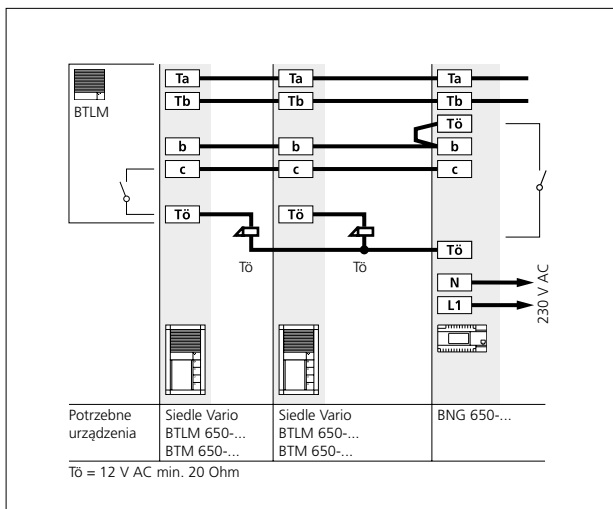 Ta Ta Ta
Tb Tb Tb
BTLM
Tö
b b b
c c c
Tö Tö
Tö Tö Tö
N
L1
230 V AC
Potrzebne urządzenia
Siedle Vario
BTLM 650-...
BTM 650-...
Siedle Vario
BTLM 650-...
BTM 650-...
BNG 650-...
Tö = 12 V AC min. 20 Ohm